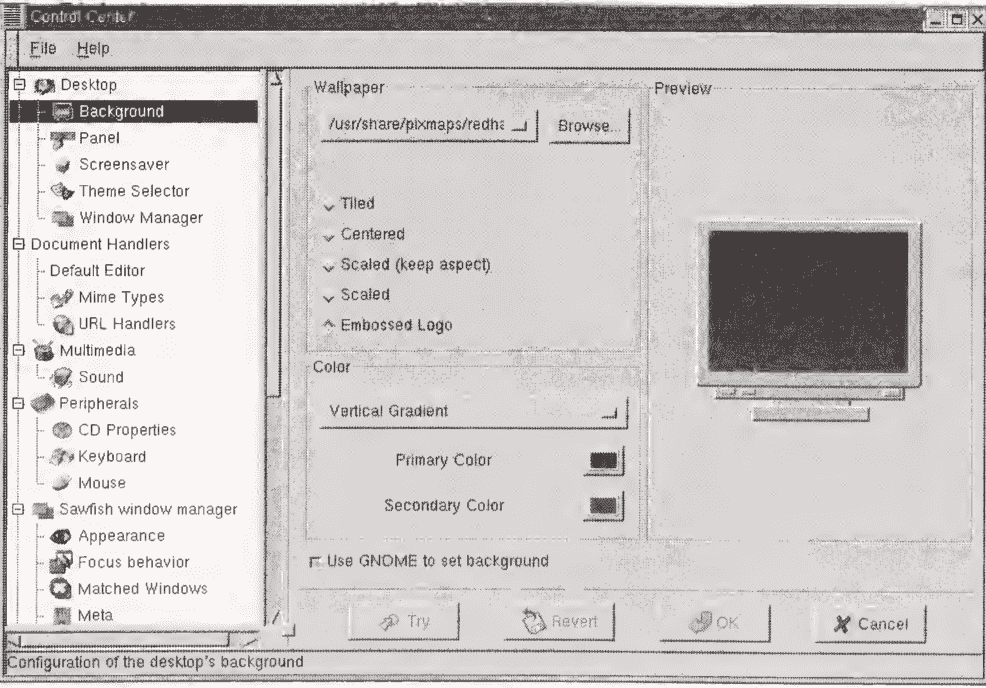 Control Center
File Help
Desktop
Background
Panel
Screensaver
Theme Selector
Window Manager
Document Handlers
Default Editor
Mime Types
URL Handlers
Multimedia
Sound
Peripherals
CD Properties
Keyboard
Mouse
Sawfish window manager
Appearance
Focus behavior
Matched Windows
Meta
Wallpaper
/usr/share/pixmaps/redha
Browse...
Tiled
Centered
Scaled (keep aspect)
Scaled
Embossed Logo
Color
Vertical Gradient
Primary Color
Secondary Color
Use GNOME to set background
Preview
Try Revert OK Cancel
Configuration of the desktop's background